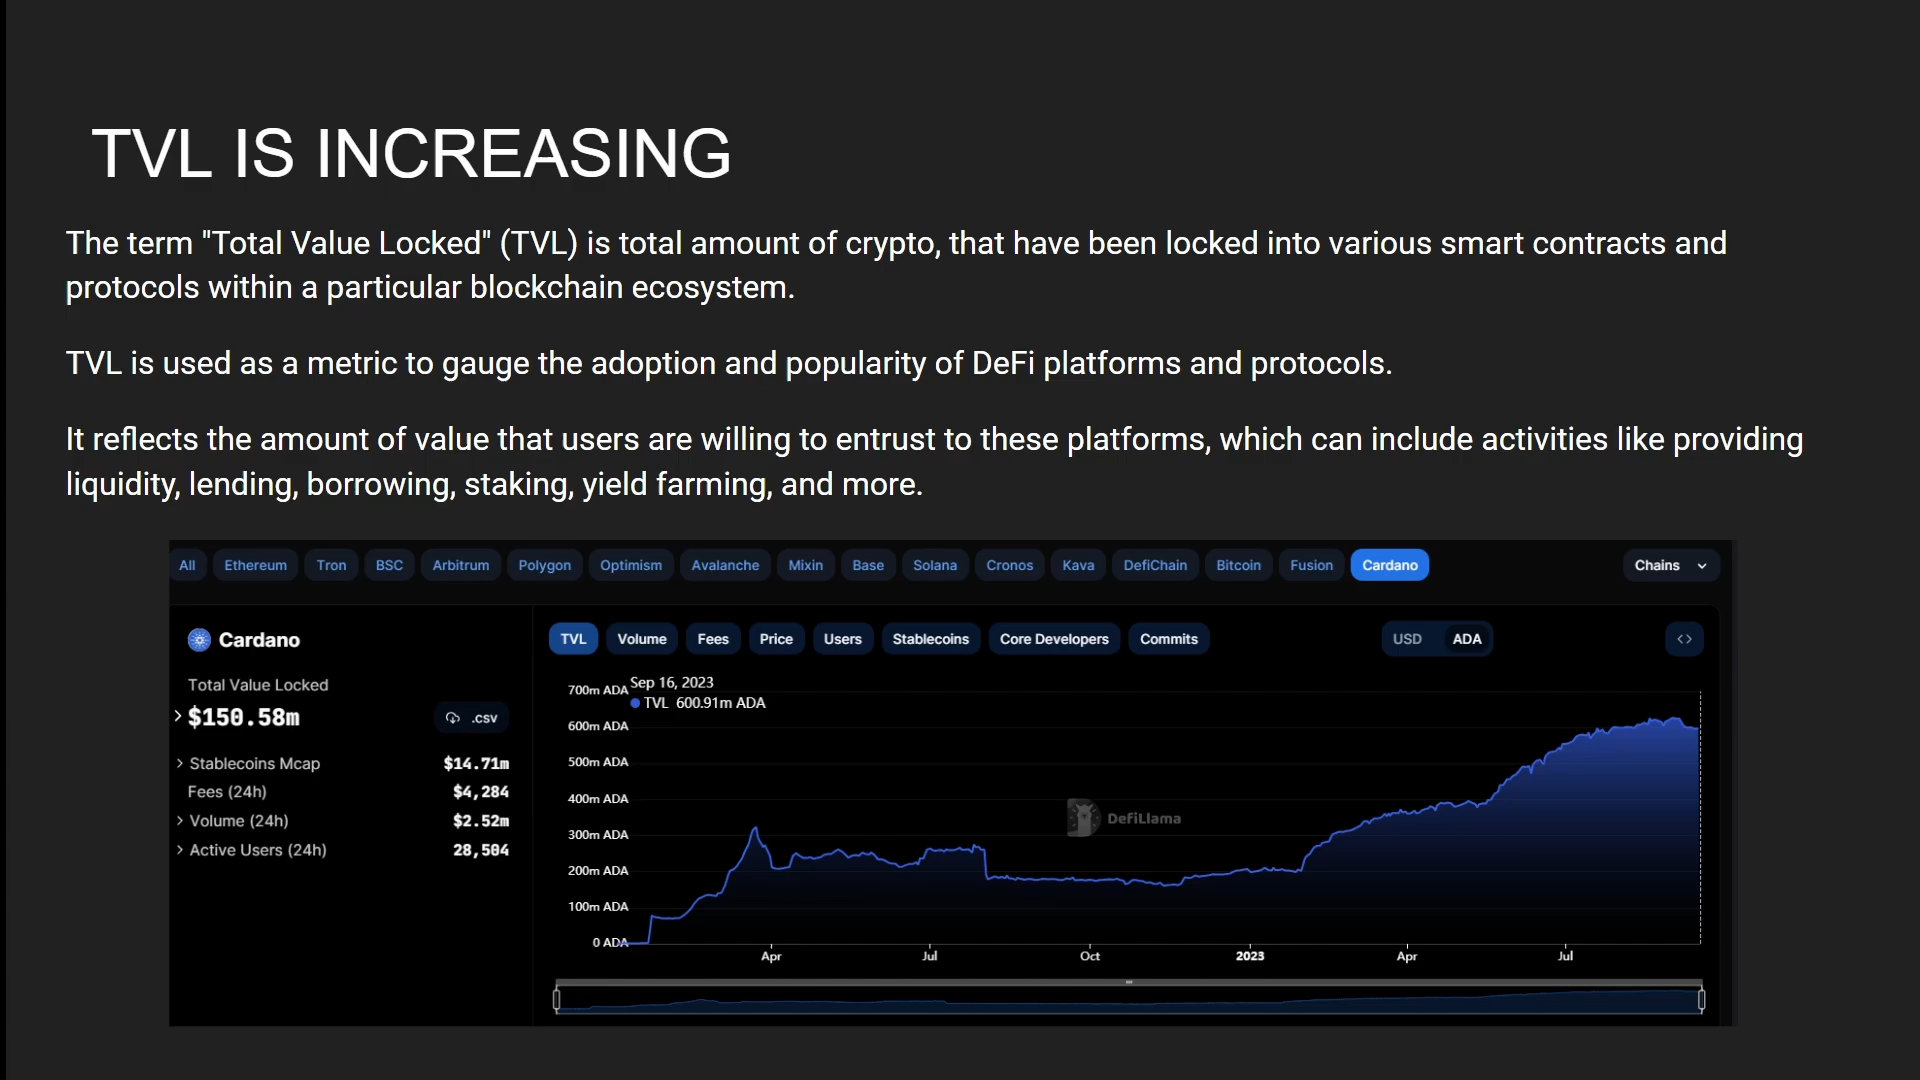 TVL IS INCREASING
The term "Total Value Locked" (TVL) is total amount of crypto, that have been locked into various smart contracts and
protocols within a particular blockchain ecosystem.
TVL is used as a metric to gauge the adoption and popularity of DeFi platforms and protocols.
It reflects the amount of value that users are willing to entrust to these platforms, which can include activities like providing
liquidity, lending, borrowing, staking, yield farming, and more.
All Ethereum Tron BSC Arbitrum Polygon Optimism Avalanche Mixin Base Solana Cronos Kava DefiChain Bitcoin Fusion Cardano Chains
Cardano
Total Value Locked
$150.58m .csv
Stablecoins Mcap $14.71m
Fees (24h) $4,284
Volume (24h) $2.52m
Active Users (24h) 28,504
TVL Volume Fees Price Users Stablecoins Core Developers Commits USD ADA
Sep 16, 2023
TVL 600.91m ADA
700m ADA
600m ADA
500m ADA
400m ADA
300m ADA
200m ADA
100m ADA
0 ADA
DefiLlama
Apr Jul Oct 2023 Apr Jul